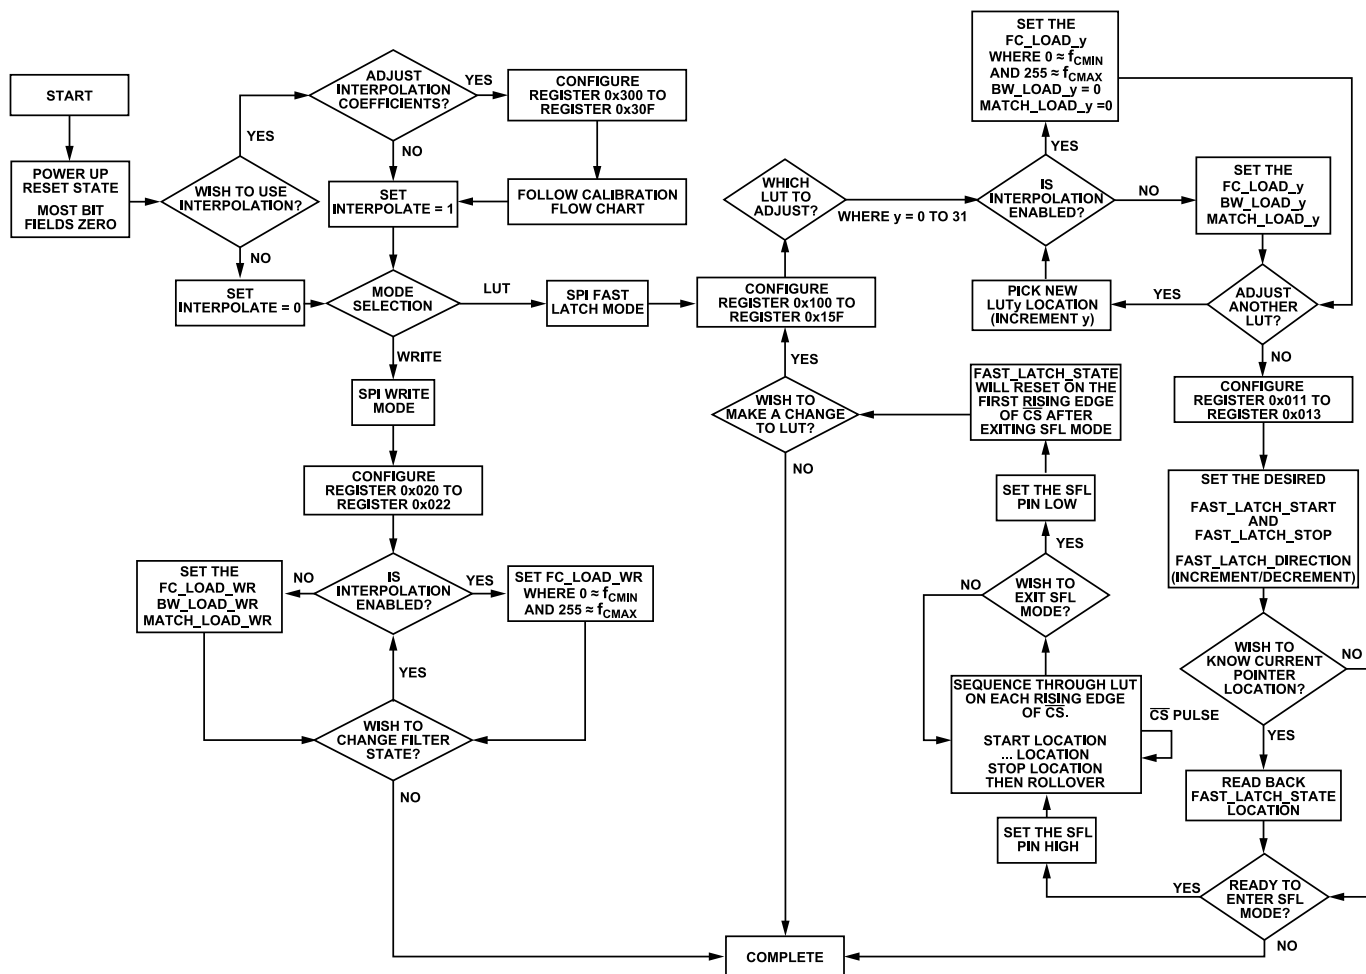 START
POWER UP
RESET STATE
MOST BIT
FIELDS ZERO
WISH TO USE
INTERPOLATION?
YES
NO
ADJUST
INTERPOLATION
COEFFICIENTS?
YES
NO
CONFIGURE
REGISTER 0x300 TO
REGISTER 0x30F
FOLLOW CALIBRATION
FLOW CHART
SET
INTERPOLATE = 1
SET
INTERPOLATE = 0
MODE
SELECTION
LUT
WRITE
SPI FAST
LATCH MODE
SPI WRITE
MODE
CONFIGURE
REGISTER 0x020 TO
REGISTER 0x022
IS
INTERPOLATION
ENABLED?
NO
YES
SET THE
FC_LOAD_WR
BW_LOAD_WR
MATCH_LOAD_WR
SET FC_LOAD_WR
WHERE 0 ≈ fCMIN
AND 255 ≈ fCMAX
YES
WISH TO
CHANGE FILTER
STATE?
NO
CONFIGURE
REGISTER 0x100 TO
REGISTER 0x15F
WHICH
LUT TO
ADJUST?
WHERE y = 0 TO 31
IS
INTERPOLATION
ENABLED?
YES
NO
SET THE
FC_LOAD_y
WHERE 0 ≈ fCMIN
AND 255 ≈ fCMAX
BW_LOAD_y = 0
MATCH_LOAD_y =0
SET THE
FC_LOAD_y
BW_LOAD_y
MATCH_LOAD_y
ADJUST
ANOTHER
LUT?
YES
NO
PICK NEW
LUTy LOCATION
(INCREMENT y)
CONFIGURE
REGISTER 0x011 TO
REGISTER 0x013
SET THE DESIRED
FAST_LATCH_START
AND
FAST_LATCH_STOP
FAST_LATCH_DIRECTION
(INCREMENT/DECREMENT)
WISH TO
KNOW CURRENT
POINTER
LOCATION?
NO
YES
READ BACK
FAST_LATCH_STATE
LOCATION
READY TO
ENTER SFL
MODE?
YES
NO
SET THE SFL
PIN HIGH
SEQUENCE THROUGH LUT
ON EACH RISING EDGE
OF C̅S̅.
START LOCATION
... LOCATION
STOP LOCATION
THEN ROLLOVER
C̅S̅ PULSE
WISH TO
EXIT SFL
MODE?
NO
YES
SET THE SFL
PIN LOW
FAST_LATCH_STATE
WILL RESET ON THE
FIRST RISING EDGE
OF C̅S̅ AFTER
EXITING SFL MODE
WISH TO
MAKE A CHANGE
TO LUT?
YES
NO
COMPLETE